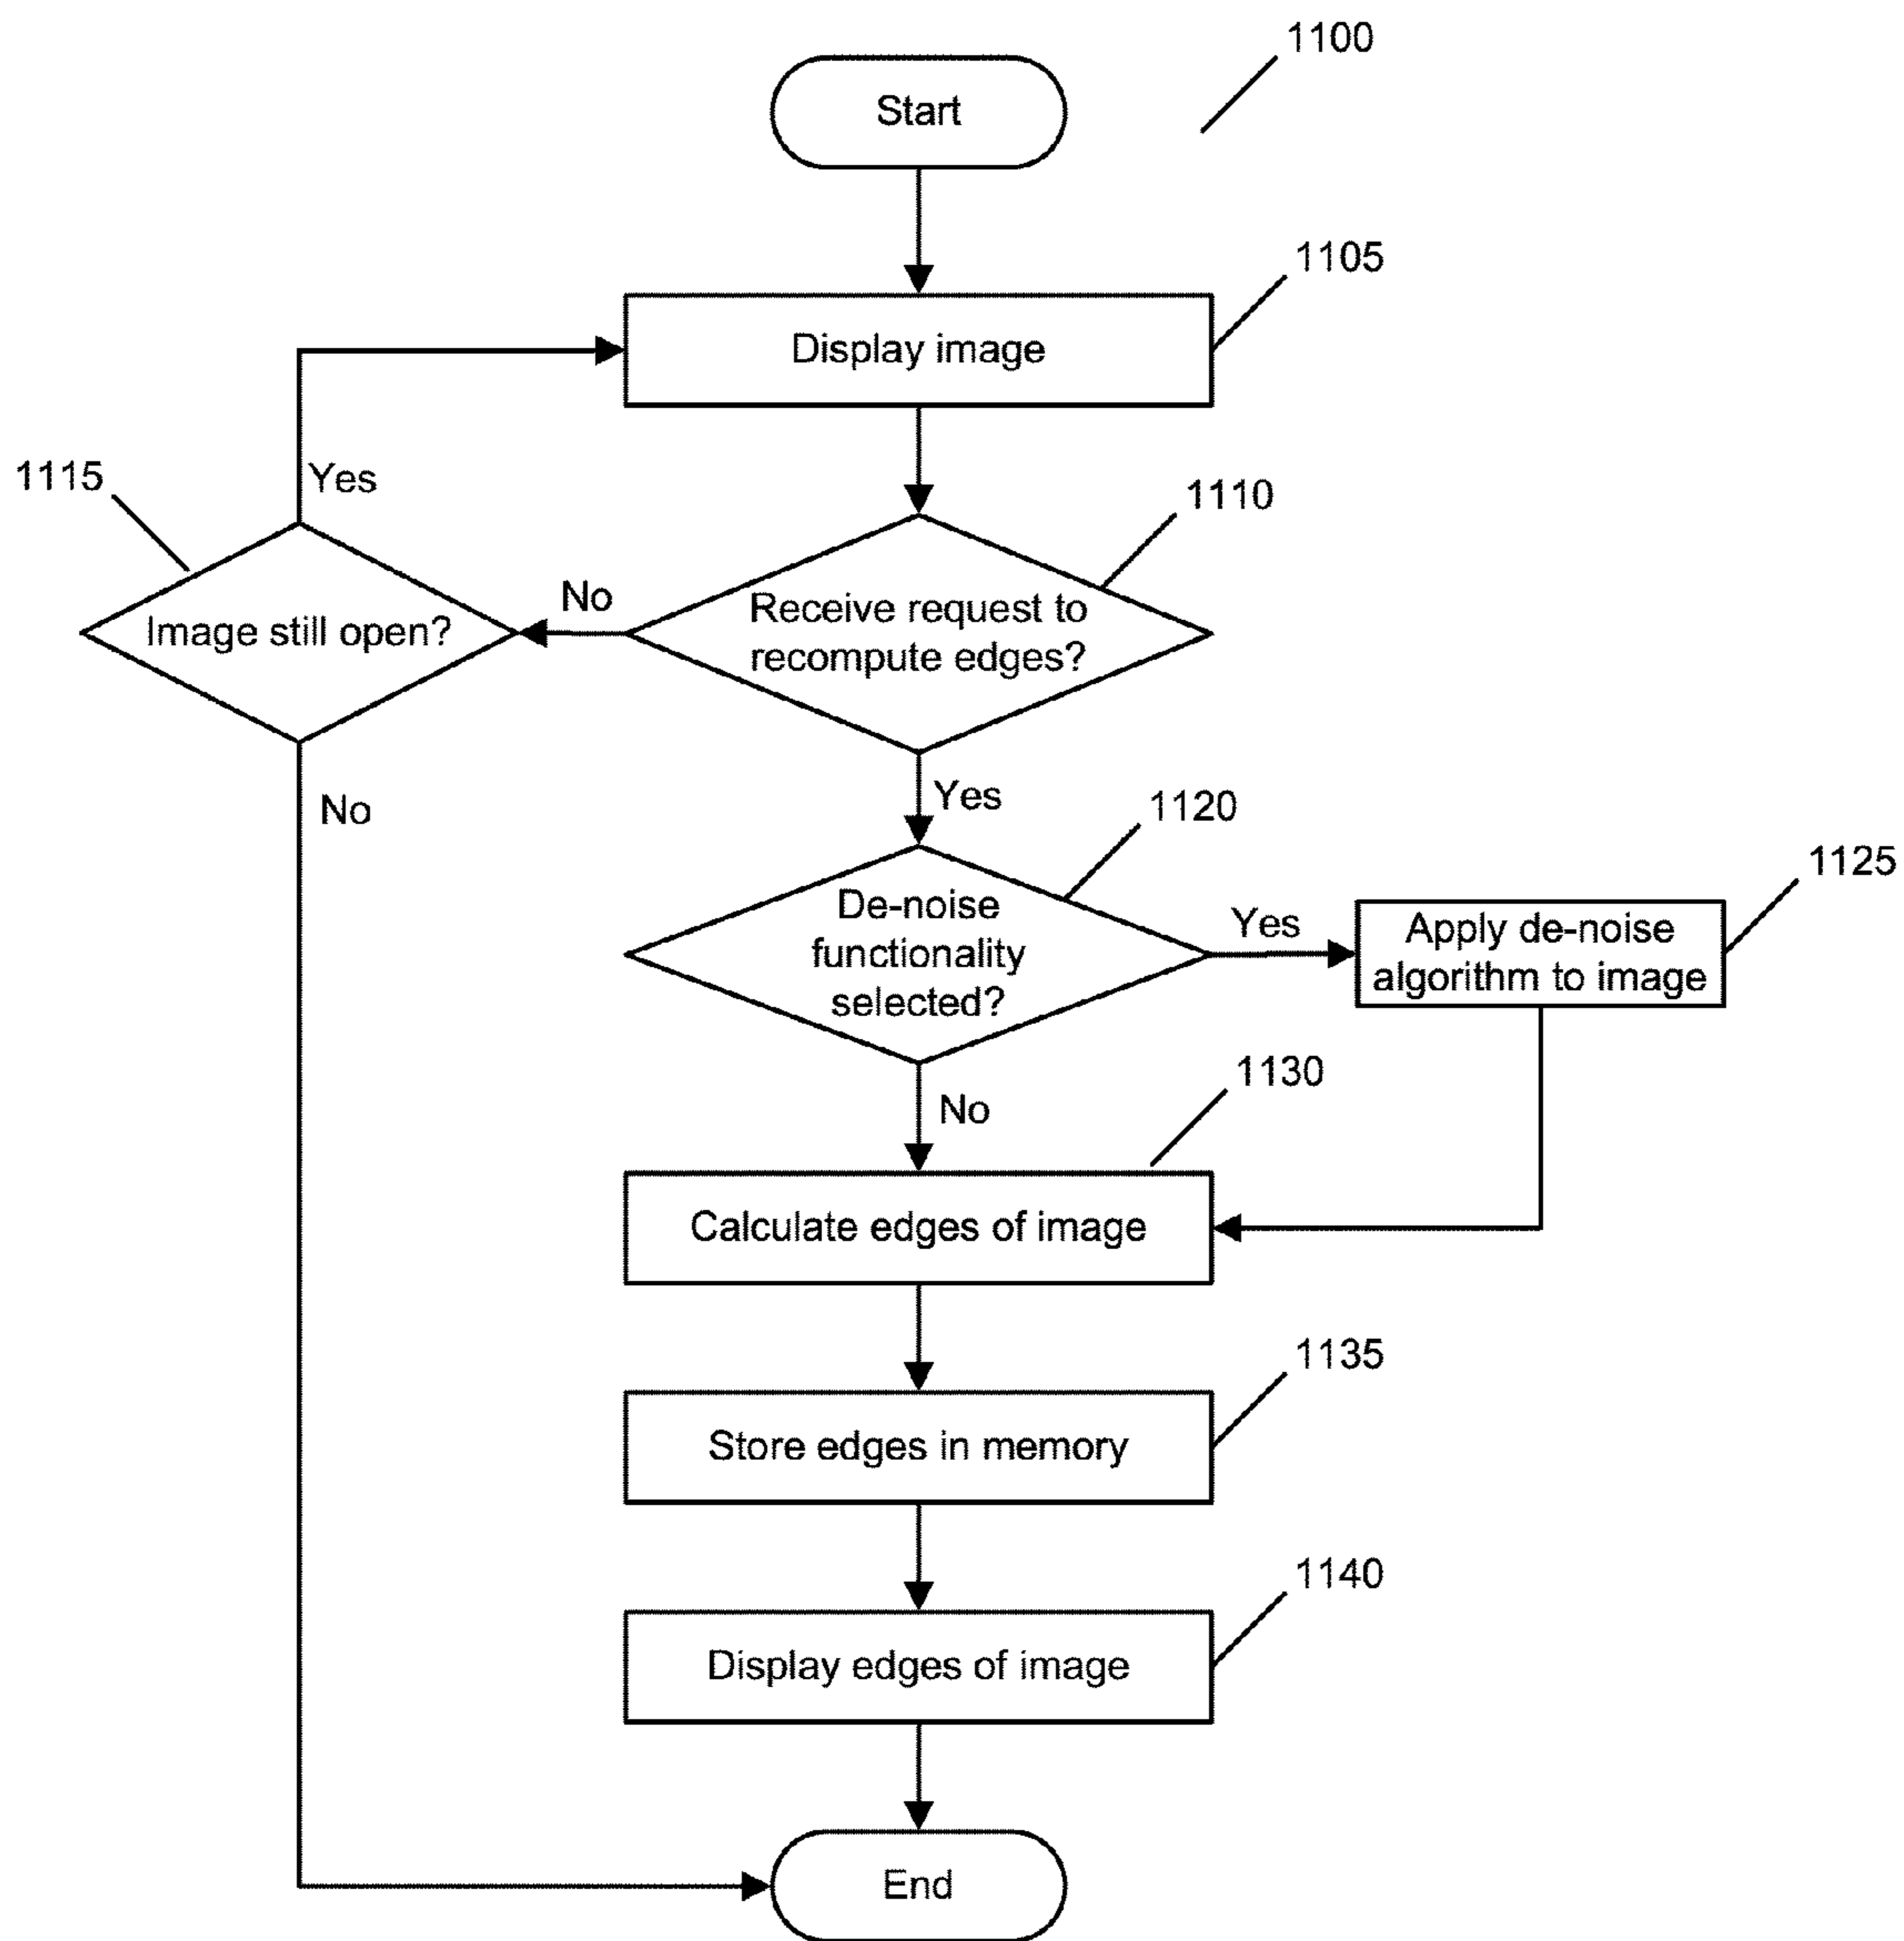 1100
Start
1105
Display image
1115
Yes
1110
No
Image still open?
Receive request to
recompute edges?
No
Yes
1120
1125
De-noise
functionality
selected?
Yes
Apply de-noise
algorithm to image
1130
No
Calculate edges of image
1135
Store edges in memory
1140
Display edges of image
End